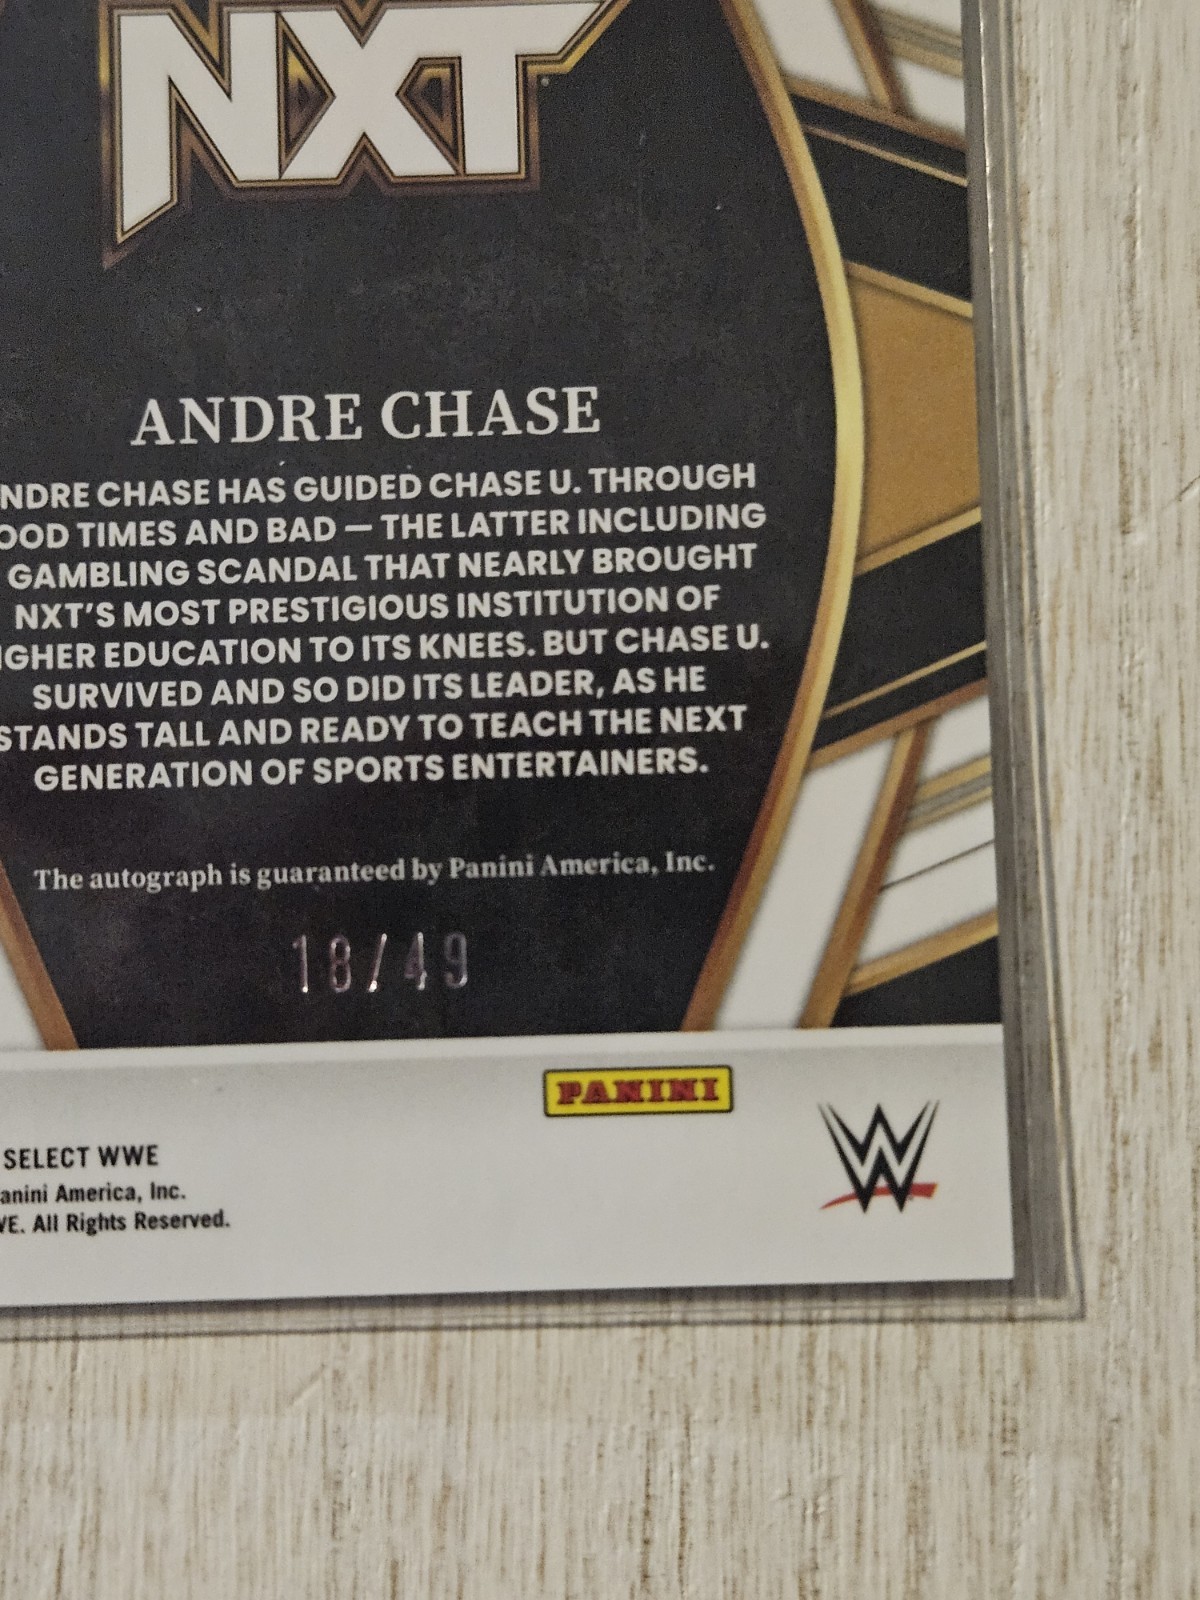 NXT
ANDRE CHASE
NDRE CHASE HAS GUIDED CHASE U. THROUGH
OOD TIMES AND BAD — THE LATTER INCLUDING
GAMBLING SCANDAL THAT NEARLY BROUGHT
NXT'S MOST PRESTIGIOUS INSTITUTION OF
IGHER EDUCATION TO ITS KNEES. BUT CHASE U.
SURVIVED AND SO DID ITS LEADER, AS HE
STANDS TALL AND READY TO TEACH THE NEXT
GENERATION OF SPORTS ENTERTAINERS.
The autograph is guaranteed by Panini America, Inc.
18/49
PANINI
W
SELECT WWE
anini America, Inc.
WE. All Rights Reserved.